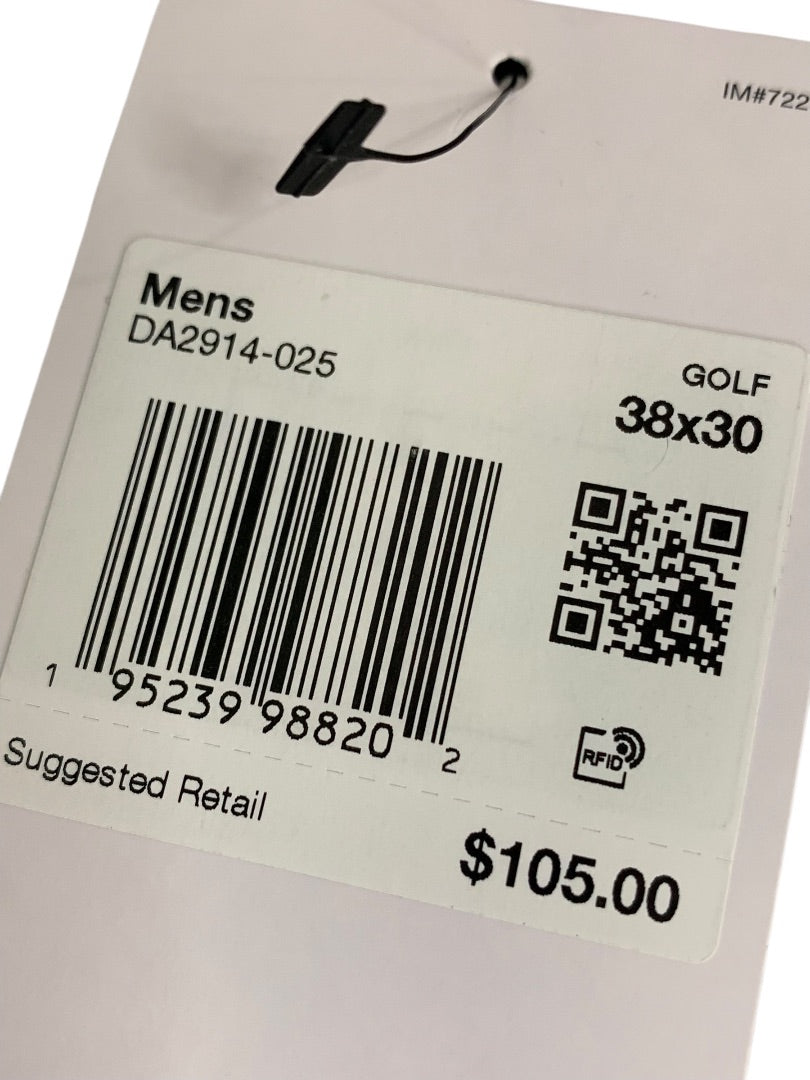 IM#722
Mens
DA2914-025
GOLF
38x30
1 95239 98820 2
RFID
Suggested Retail
$105.00